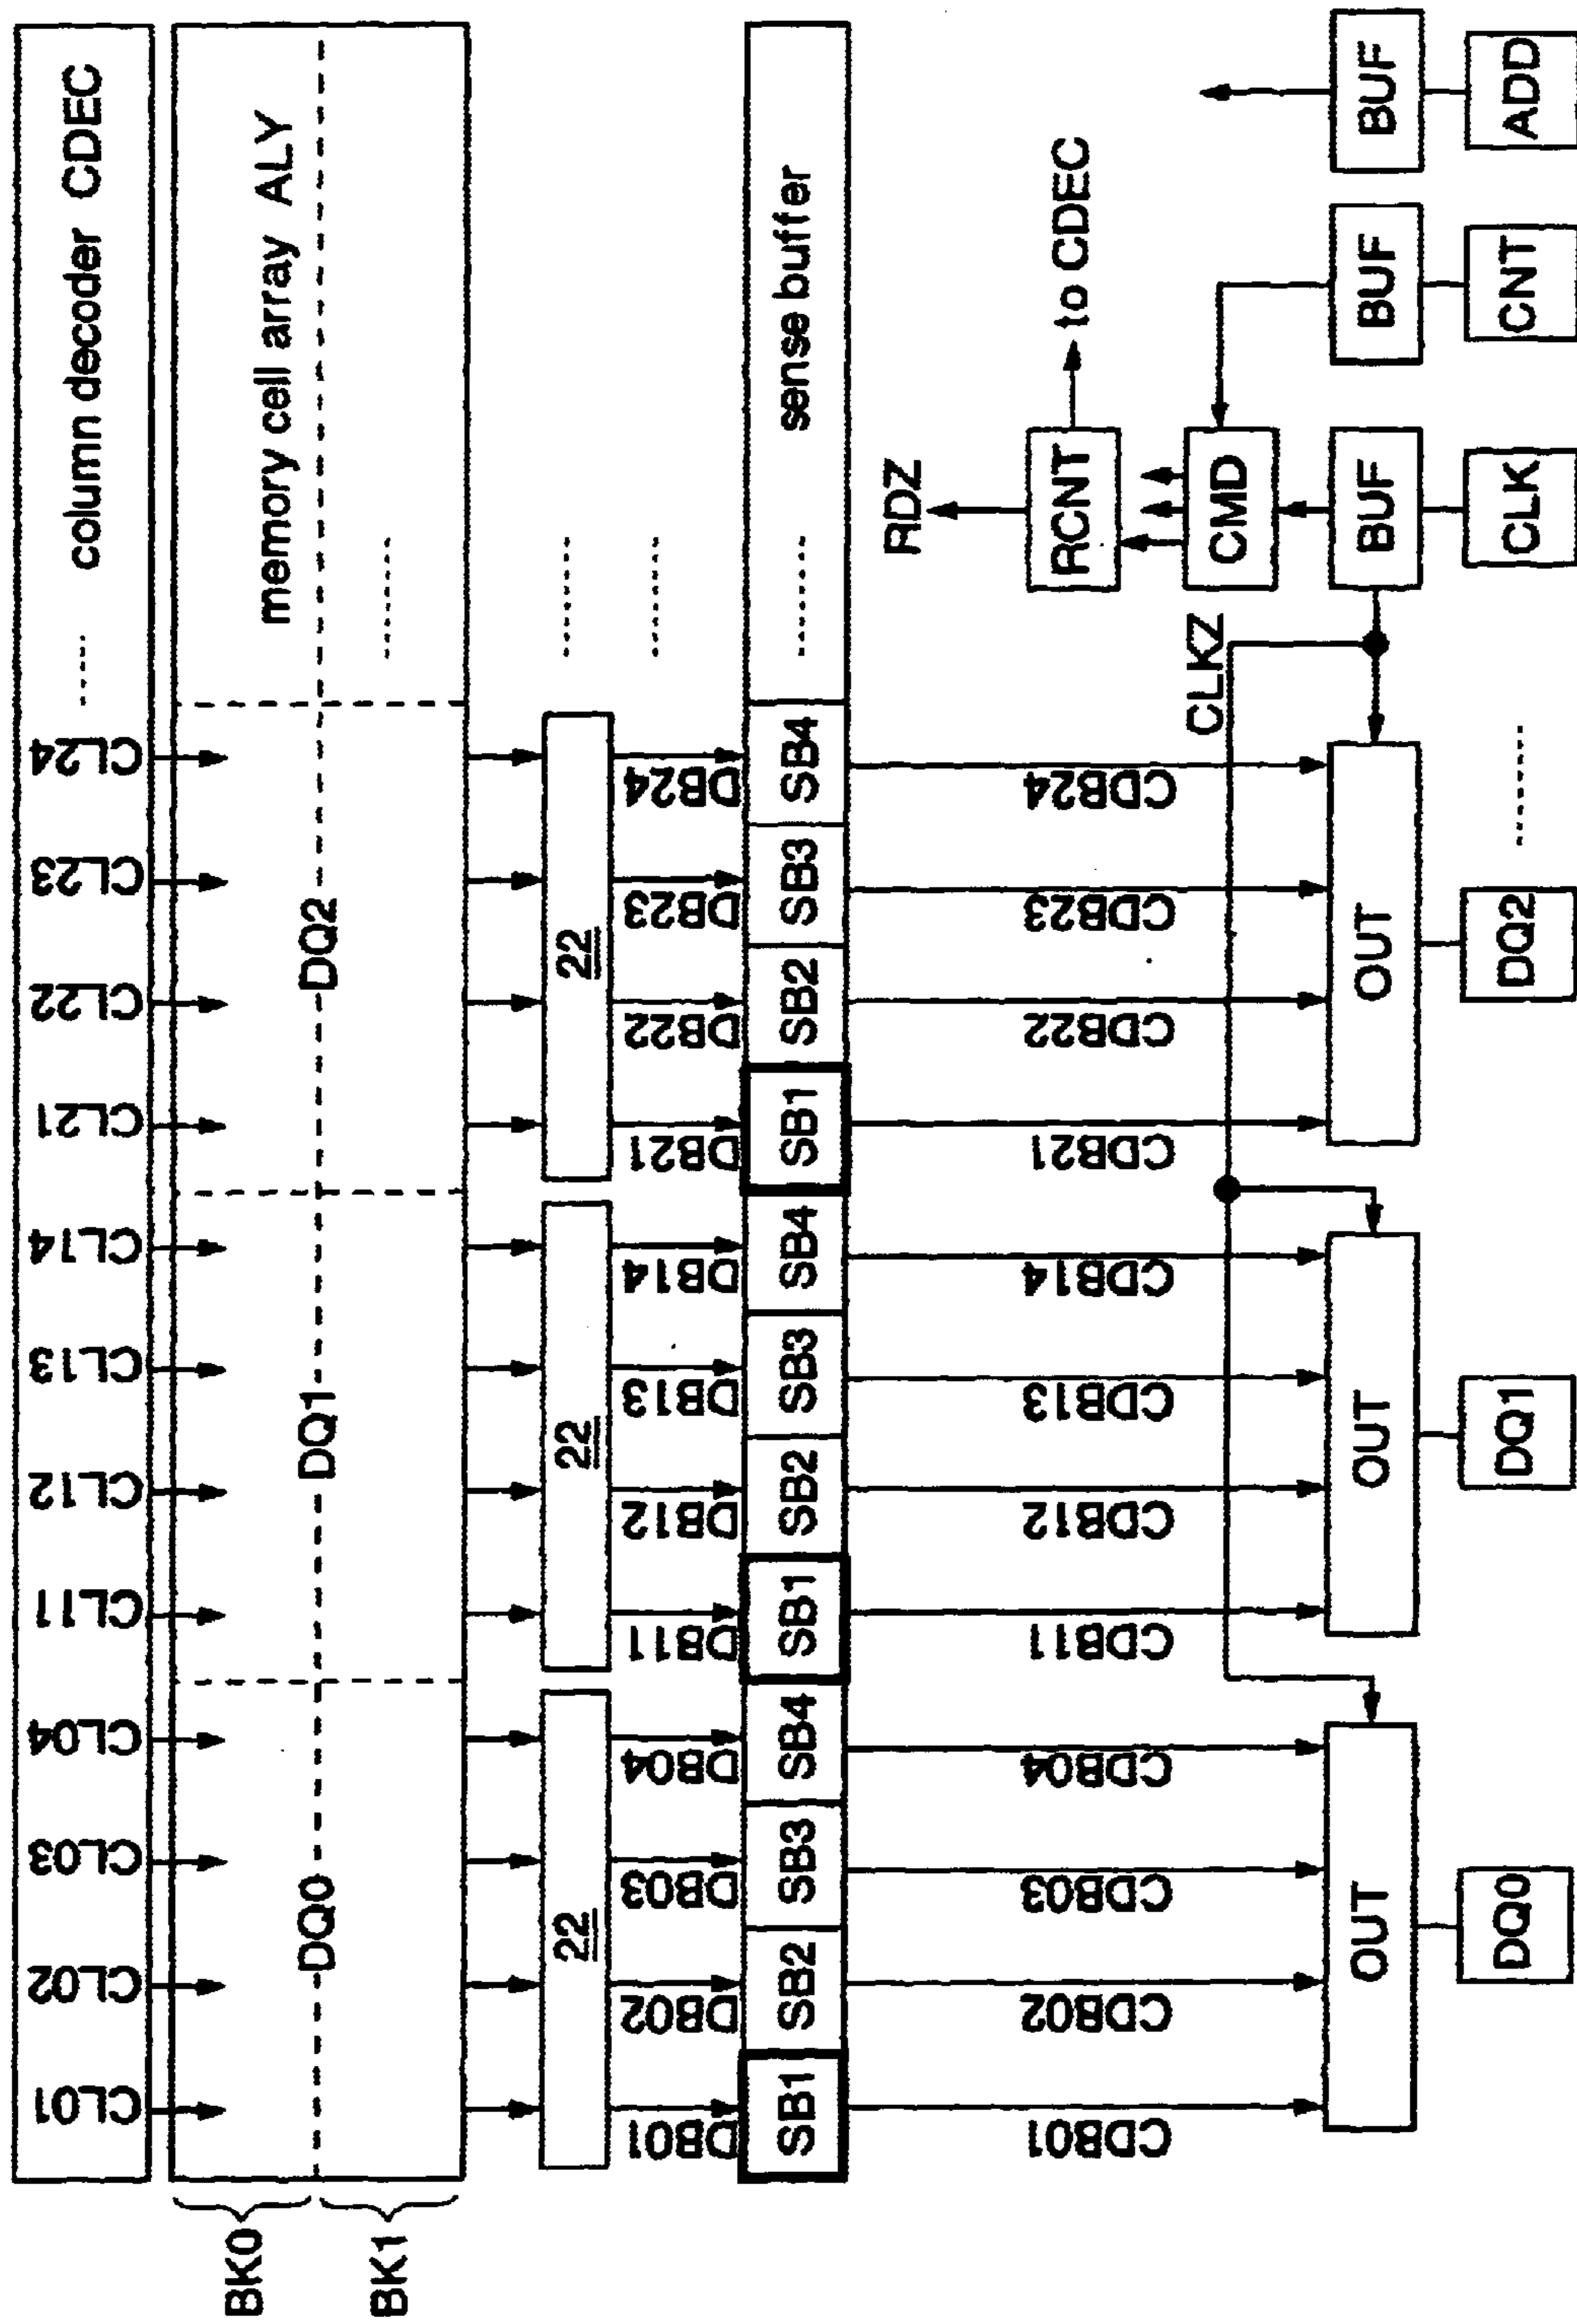 BK0
BK1
CL01 CL02 CL03 CL04 CL11 CL12 CL13 CL14 CL21 CL22 CL23 CL24 column decoder CDEC
memory cell array ALY
DQ0 DQ1 DQ2
22 22 22
DB01 DB02 DB03 DB04 DB11 DB12 DB13 DB14 DB21 DB22 DB23 DB24
SB1 SB2 SB3 SB4 SB1 SB2 SB3 SB4 SB1 SB2 SB3 SB4 sense buffer
CDB01 CDB02 CDB03 CDB04 CDB11 CDB12 CDB13 CDB14 CDB21 CDB22 CDB23 CDB24
RDZ
RCNT to CDEC
CLKZ CMD
OUT OUT OUT BUF BUF BUF
DQ0 DQ1 DQ2 CLK CNT ADD